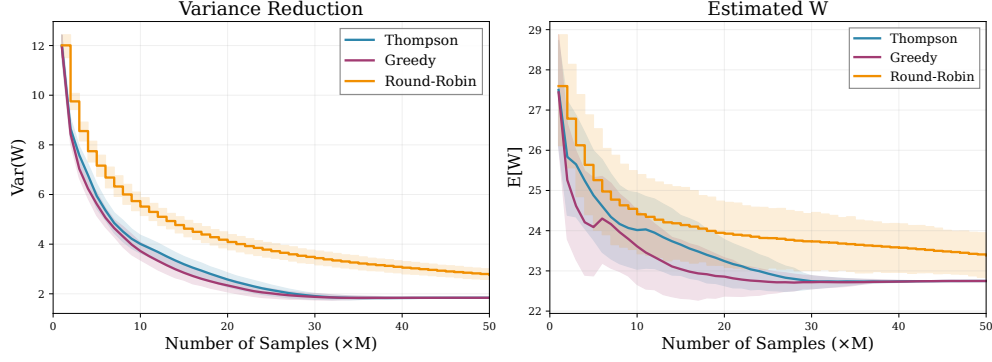 Variance Reduction
Var(W)
12
10
8
6
4
2
0
10
20
30
40
50
Number of Samples (×M)
Thompson
Greedy
Round-Robin
Estimated W
E[W]
29
28
27
26
25
24
23
22
0
10
20
30
40
50
Number of Samples (×M)
Thompson
Greedy
Round-Robin